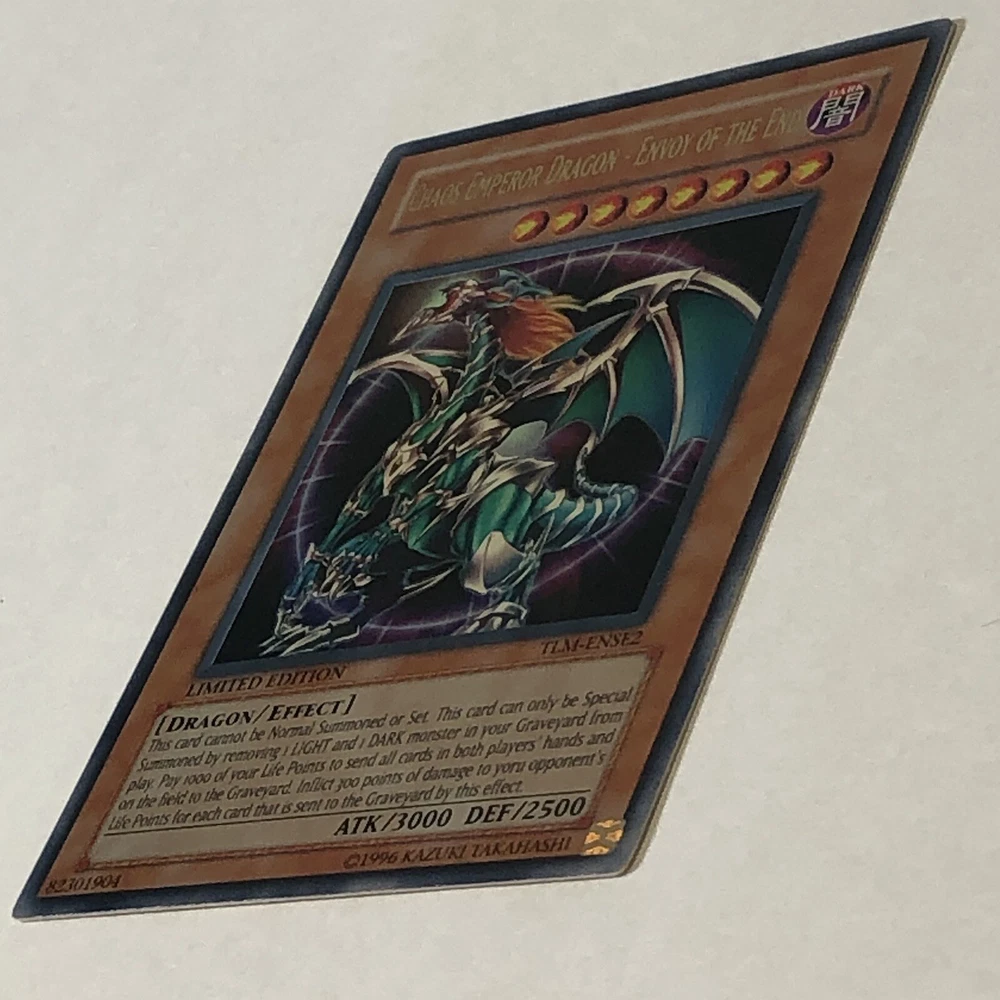 CHAOS EMPEROR DRAGON - ENVOY OF THE END
DARK
闇
TLM-ENSE2
LIMITED EDITION
[DRAGON/EFFECT]
This card cannot be Normal Summoned or Set. This card can only be Special
Summoned by removing 1 LIGHT and 1 DARK monster in your Graveyard from
play. Pay 1000 of your Life Points to send all cards in both players' hands and
on the field to the Graveyard. Inflict 300 points of damage to yoru opponent's
Life Points for each card that is sent to the Graveyard by this effect.
ATK/3000 DEF/2500
82301904
©1996 KAZUKI TAKAHASHI